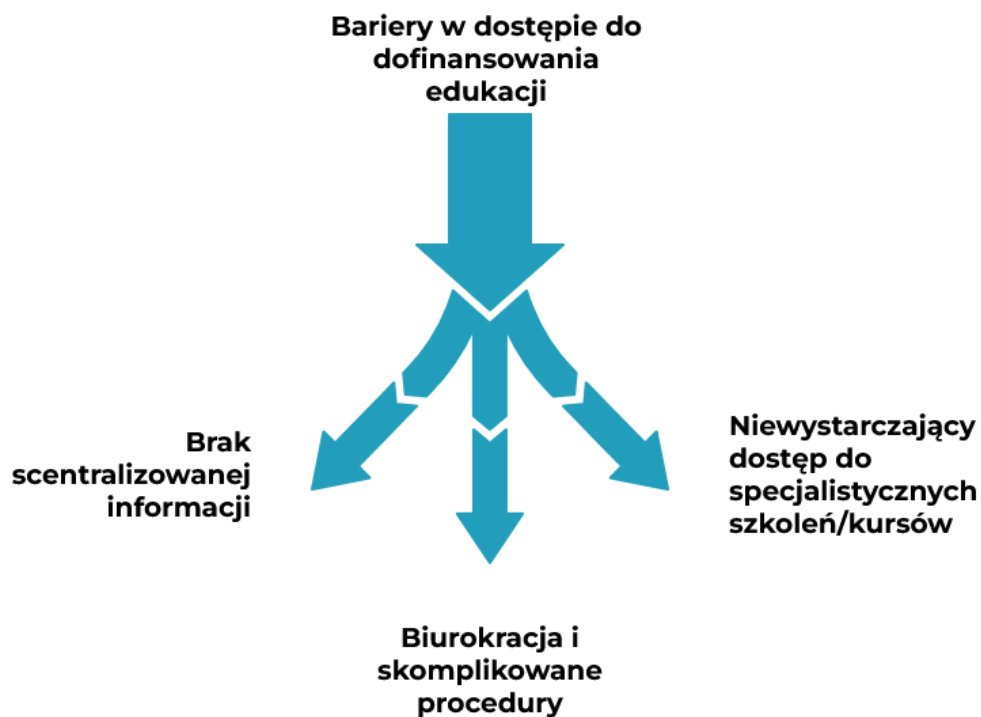 Bariery w dostępie do
dofinansowania
edukacji
Brak
scentralizowanej
informacji
Niewystarczający
dostęp do
specjalistycznych
szkoleń/kursów
Biurokracja i
skomplikowane
procedury